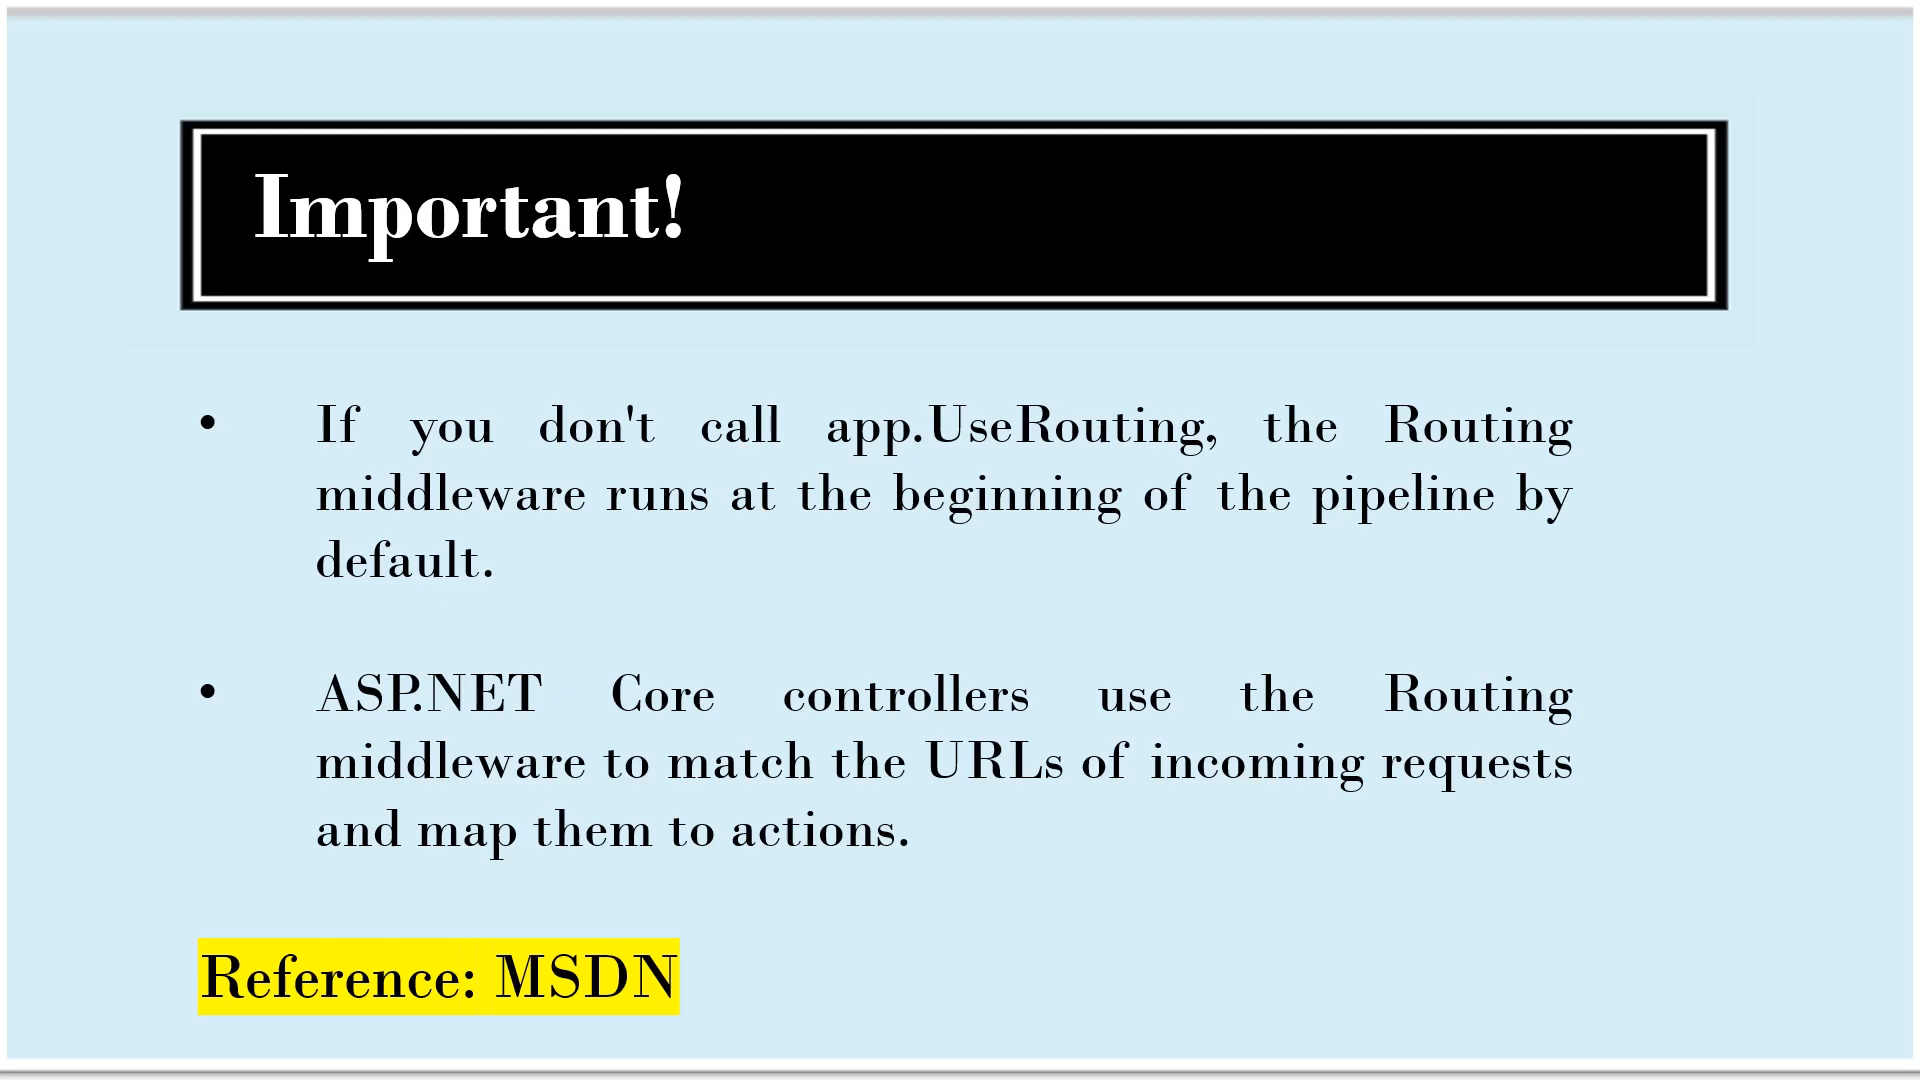 Important!
• If you don't call app.UseRouting, the Routing
middleware runs at the beginning of the pipeline by
default.
• ASP.NET Core controllers use the Routing
middleware to match the URLs of incoming requests
and map them to actions.
Reference: MSDN